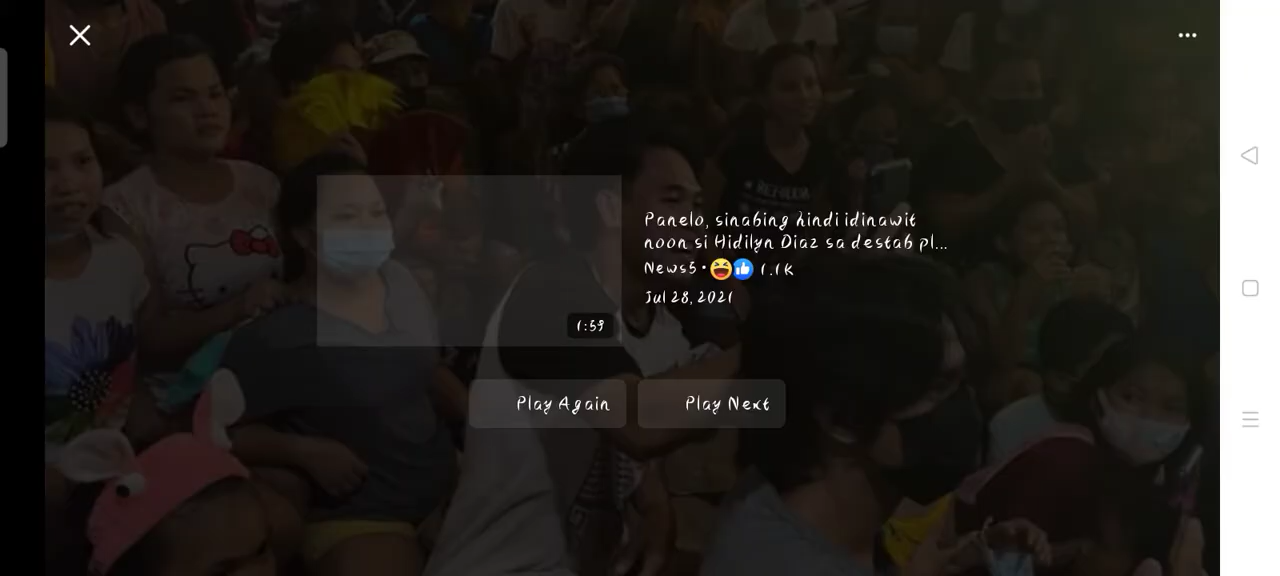 REFUEGA
Panelo, sinabing hindi idinawit
noon si Hidilyn Diaz sa destab pl...
News5 • 1.1K
Jul 28, 2021
1:59
Play Again
Play Next